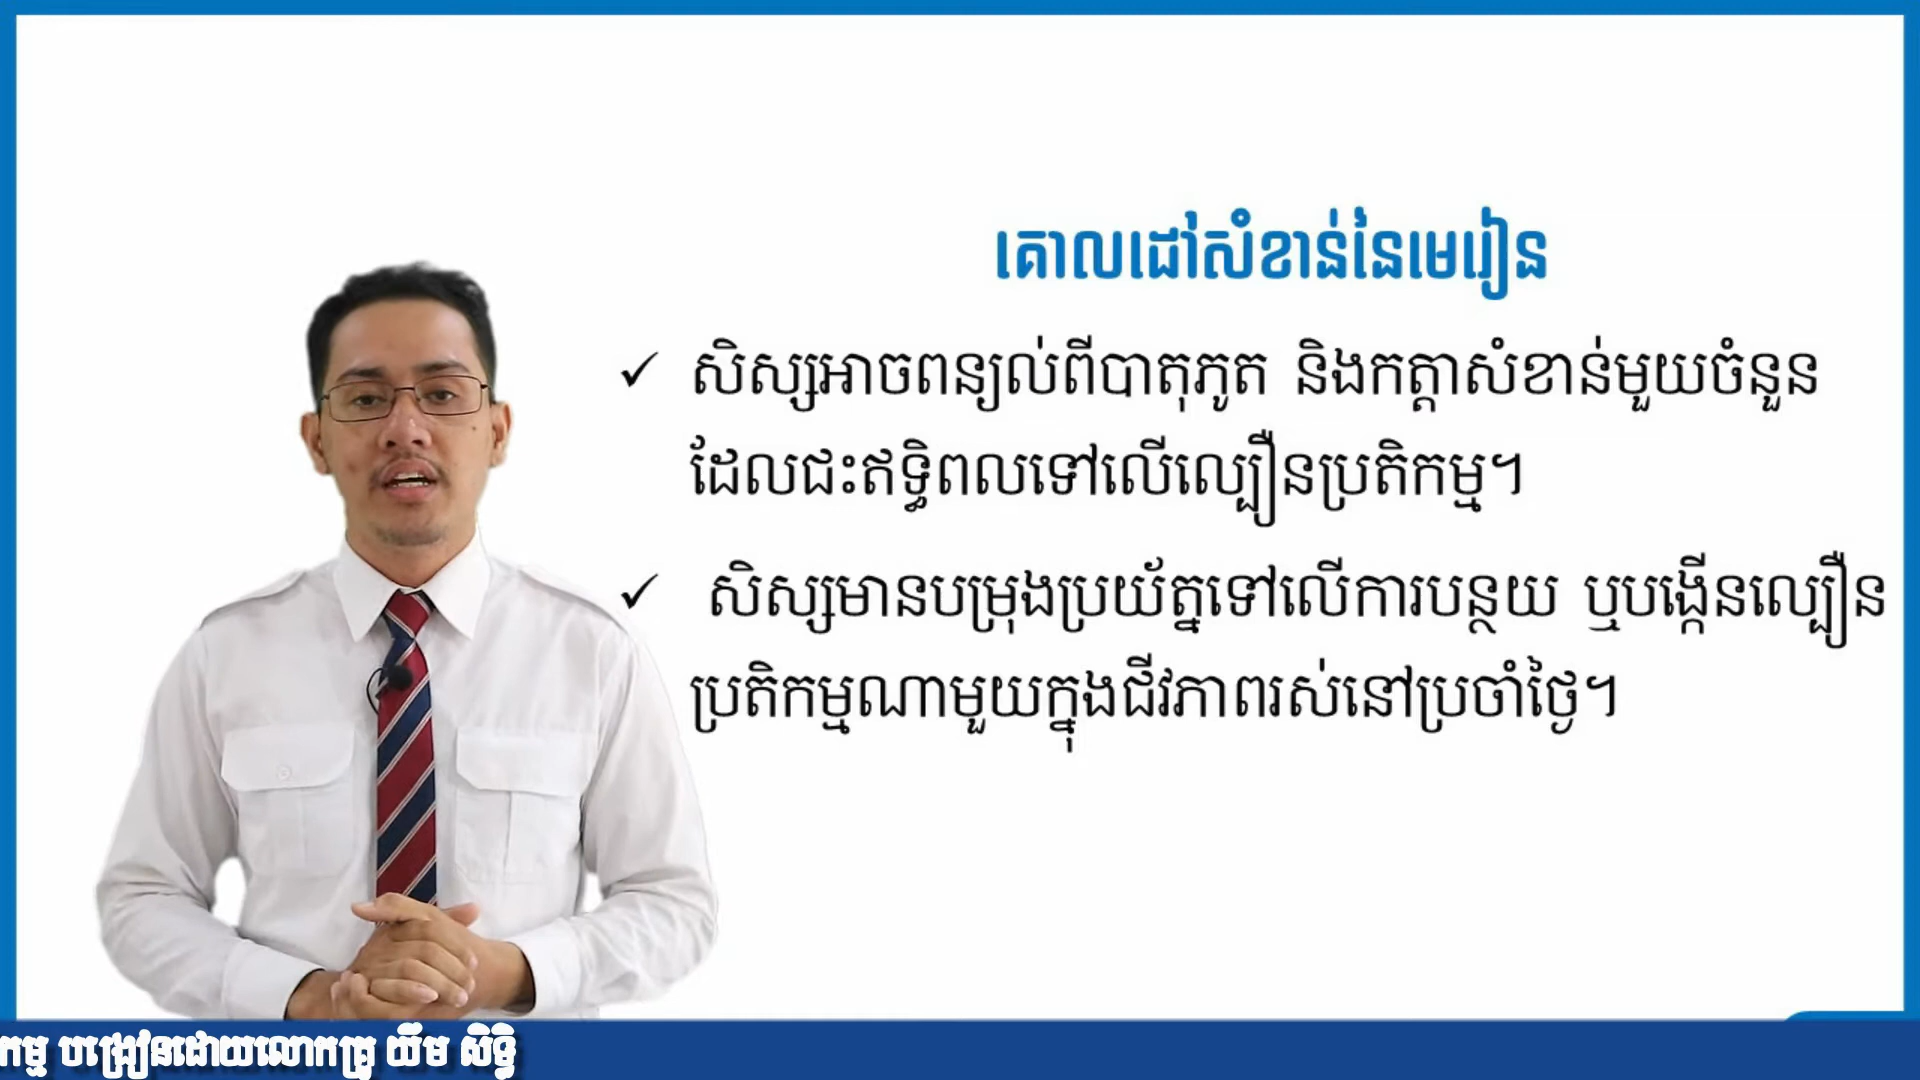 គោលដៅសំខាន់នៃមេរៀន
✓ សិស្សអាចពន្យល់ពីបាតុភូត និងកត្តាសំខាន់មួយចំនួន
ដែលជះឥទ្ធិពលទៅលើល្បឿនប្រតិកម្ម។
✓ សិស្សមានបម្រុងប្រយ័ត្នទៅលើការបន្ថយ ឬបង្កើនល្បឿន
ប្រតិកម្មណាមួយក្នុងជីវភាពរស់នៅប្រចាំថ្ងៃ។
កម្ម បង្រៀនដោយលោកគ្រូ យឹម សិទ្ធិ